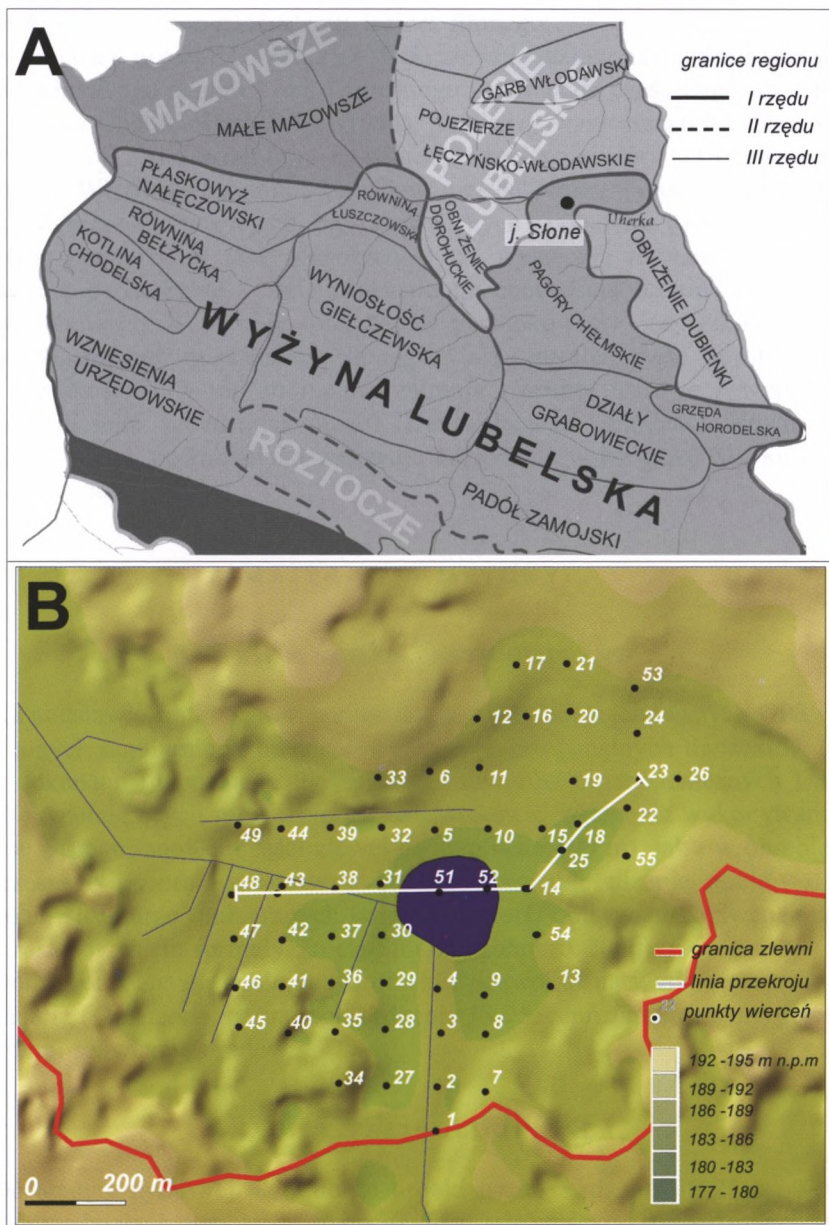 A
MAZOWSZE
MAŁE MAZOWSZE
POLESIE
LUBELSKIE
GARB WŁODAWSKI
POJEZIERZE
ŁĘCZYŃSKO-WŁODAWSKIE
granice regionu
I rzędu
II rzędu
III rzędu
PŁASKOWYŻ
NAŁĘCZOWSKI
RÓWNINA
BEŁŻYCKA
KOTLINA
CHODELSKA
RÓWNINA
ŁUSZCZOWSKA
OBNIŻENIE
DOROHUCKIE
j. Słone
Uherka
OBNIŻENIE DUBIENKI
PAGÓRY CHEŁMSKIE
WYNIOSŁOŚĆ
GIEŁCZEWSKA
WZNIESIENIA
URZĘDOWSKIE
WYŻYNA LUBELSKA
DZIAŁY
GRABOWIECKIE
GRZĘDA
HORODELSKA
ROZTOCZE
PADÓŁ ZAMOJSKI
B
17 21
53
12 16 20
24
33 6 11 19 23 26
22
49 44 39 32 5 10 15 18
25 55
48 43 38 31 51 52 14
47 42 37 30 54
46 41 36 29 4 9 13
45 40 35 28 3 8
34 27 2 7
1
granica zlewni
linia przekroju
22
punkty wierceń
192 -195 m n.p.m
189 -192
186 -189
183 -186
180 -183
177 - 180
0 200 m